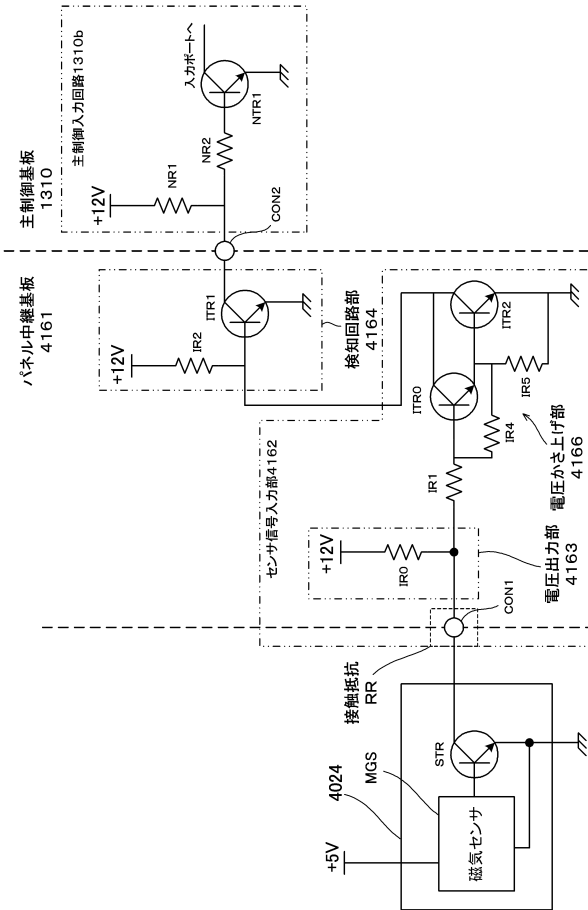 主制御基板
1310
主制御入力回路1310b
入力ポートへ
+12V
NR1
NR2
NTR1
CON2
パネル中継基板
4161
+12V
IR2
ITR1
検知回路部
4164
センサ信号入力部4162
ITR0
ITR2
IR1
IR4
IR5
電圧かさ上げ部
4166
+12V
IR0
電圧出力部
4163
CON1
接触抵抗
RR
4024
MGS
STR
+5V
磁気センサ